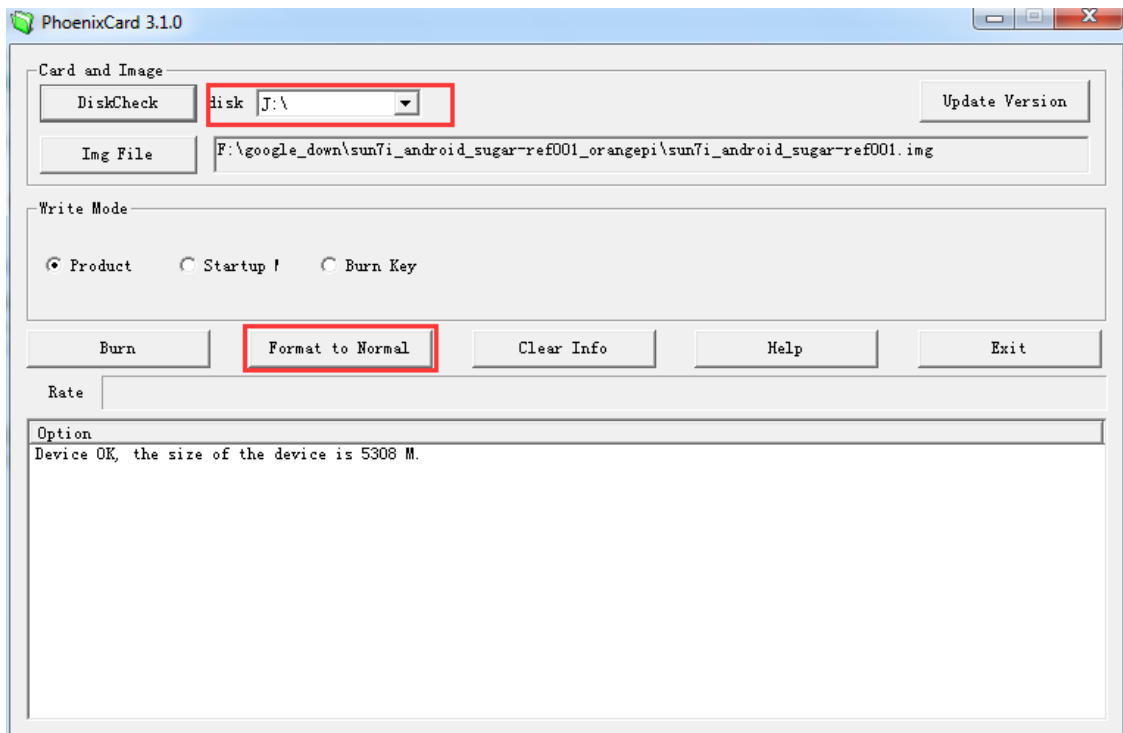 PhoenixCard 3.1.0
Card and Image
DiskCheck disk J:\ Update Version
Img File F:\google_down\sun7i_android_sugar-ref001_orangepi\sun7i_android_sugar-ref001.img
Write Mode
Product Startup Burn Key
Burn Format to Normal Clear Info Help Exit
Rate
Option
Device OK, the size of the device is 5308 M.